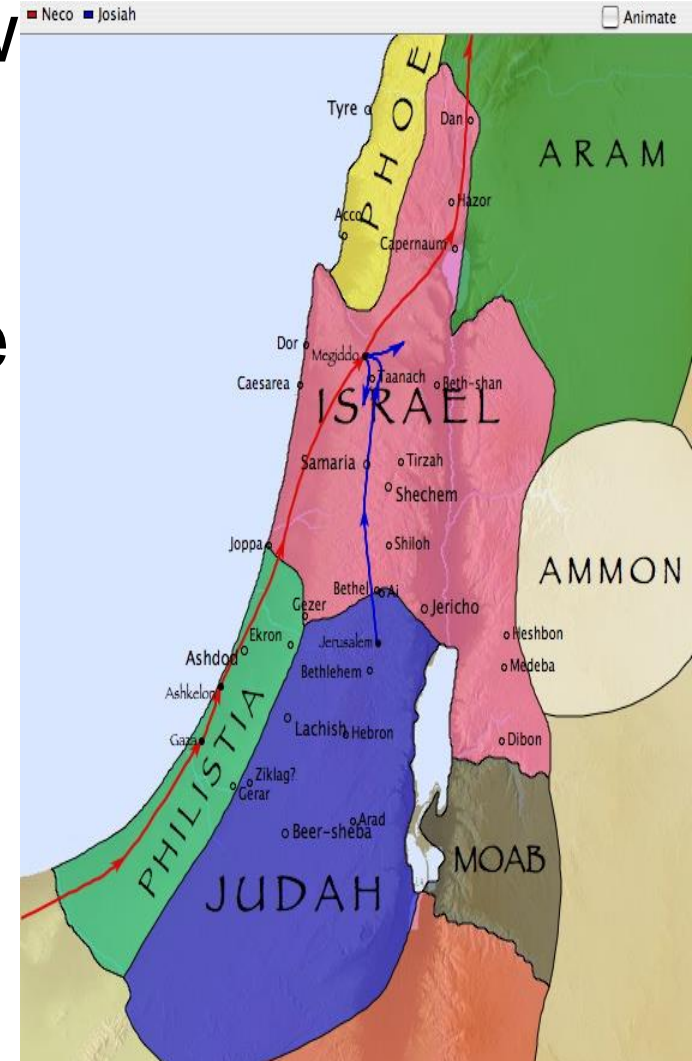 Neco Josiah Animate
w
PHOE
Tyre
Dan
ARAM
Hazor
Acco
Capernaum
e
Dor
Megiddo
Caesarea
Taanach
Beth-shan
ISRAEL
Samaria
Tirzah
Shechem
Joppa
Shiloh
AMMON
Bethel
Ai
Gezer
Jericho
Ekron
Heshbon
Jerusalem
Ashdod
Bethlehem
Medeba
Ashkelon
Lachish
Hebron
Gaza
Dibon
PHILISTIA
Ziklag?
Gerar
Arad
Beer-sheba
MOAB
JUDAH